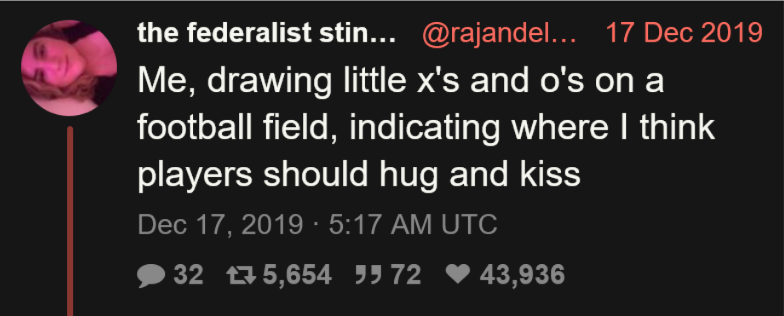 the federalist stin... @rajandel... 17 Dec 2019
Me, drawing little x's and o's on a
football field, indicating where I think
players should hug and kiss
Dec 17, 2019 · 5:17 AM UTC
32 5,654 72 43,936